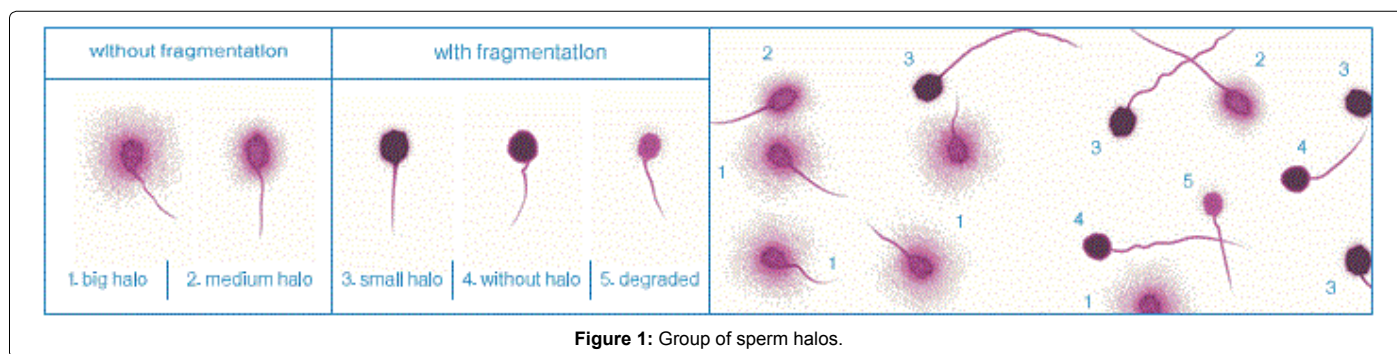 without fragmentation
with fragmentation
1. big halo
2. medium halo
3. small halo
4. without halo
5. degraded
2
3
2
3
3
4
1
5
1
4
1
1
3
Figure 1: Group of sperm halos.